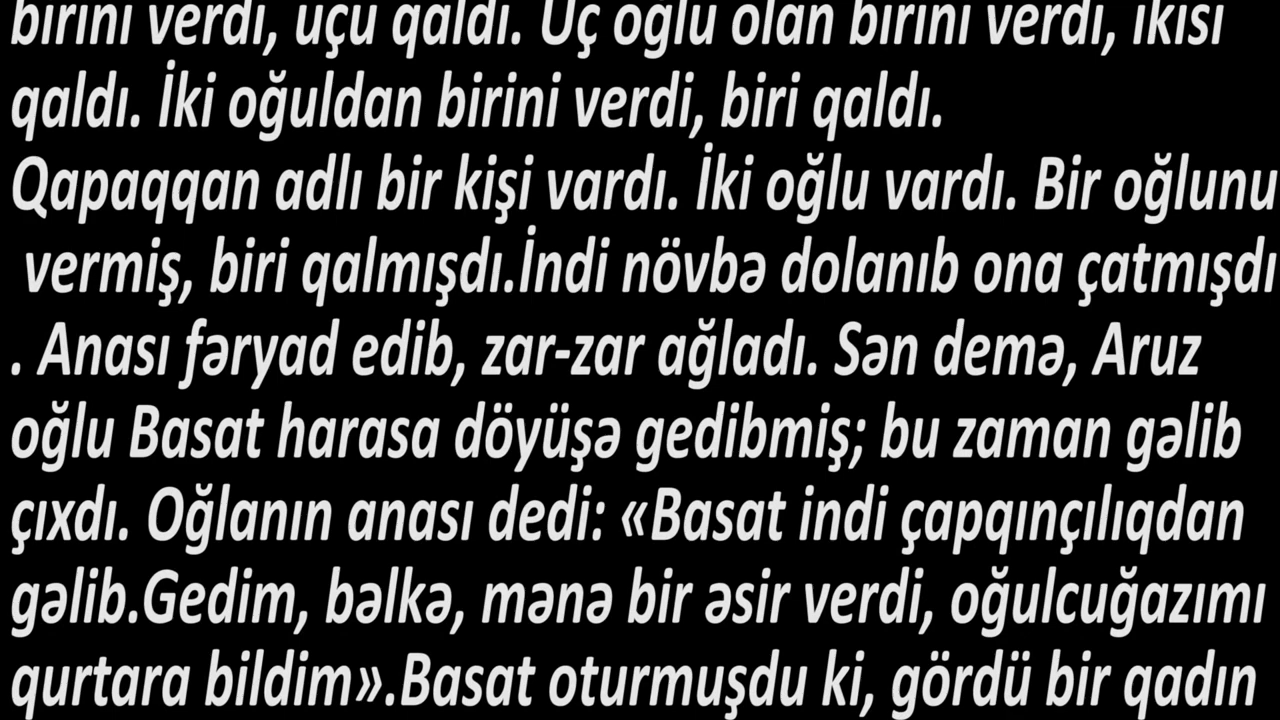 birini verdi, üçü qaldı. Üç oğlu olan birini verdi, ikisi
qaldı. İki oğuldan birini verdi, biri qaldı.
Qapaqqan adlı bir kişi vardı. İki oğlu vardı. Bir oğlunu
vermiş, biri qalmışdı.İndi növbə dolanıb ona çatmışdı
. Anası fəryad edib, zar-zar ağladı. Sən demə, Aruz
oğlu Basat harasa döyüşə gedibmiş; bu zaman gəlib
çıxdı. Oğlanın anası dedi: «Basat indi çapqınçılıqdan
gəlib.Gedim, bəlkə, mənə bir əsir verdi, oğulcuğazımı
qurtara bildim».Basat oturmuşdu ki, gördü bir qadın